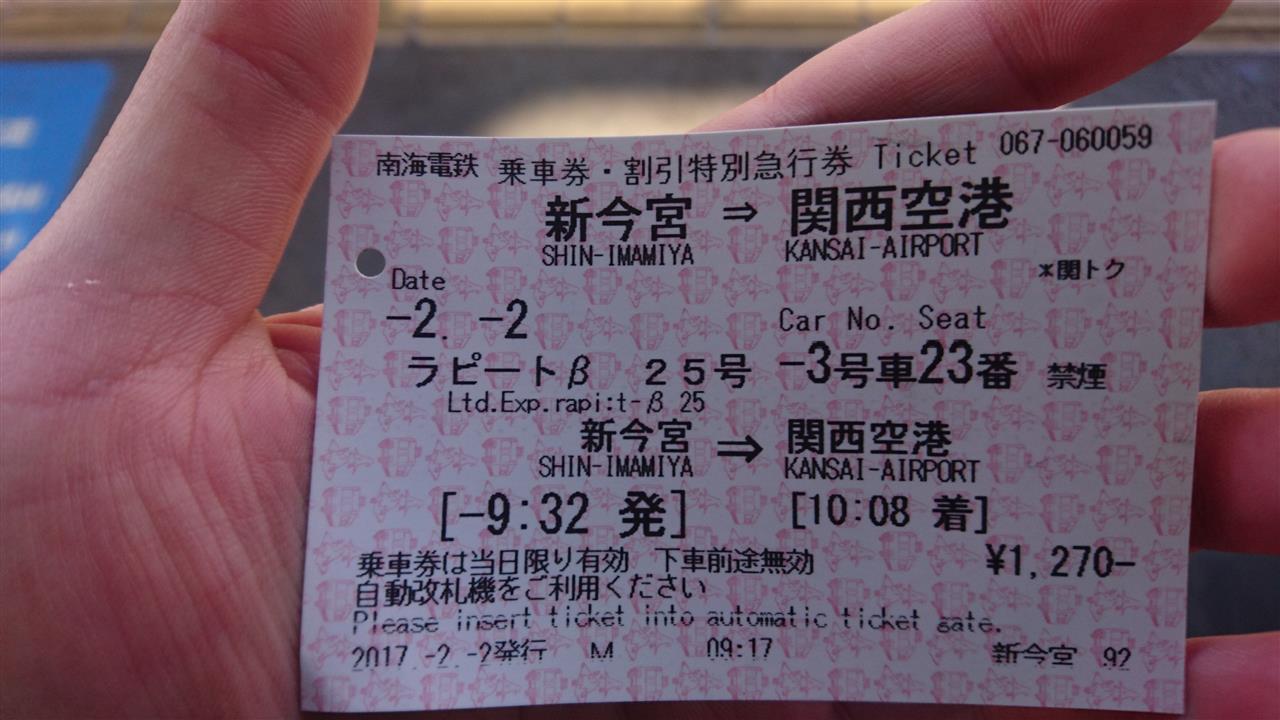 南海電鉄 乗車券・割引特別急行券 Ticket 067-060059
新今宮 ⇒ 関西空港
SHIN-IMAMIYA KANSAI-AIRPORT
*関トク
Date
-2. -2 Car No. Seat
ラピートβ 25号 -3号車23番 禁煙
Ltd.Exp.rapi:t-β 25
新今宮 ⇒ 関西空港
SHIN-IMAMIYA KANSAI-AIRPORT
[-9:32 発] [10:08 着]
乗車券は当日限り有効 下車前途無効 ¥1,270-
自動改札機をご利用ください
Please insert ticket into automatic ticket gate.
2017.-2.-2発行 M 09:17 新今宮 92